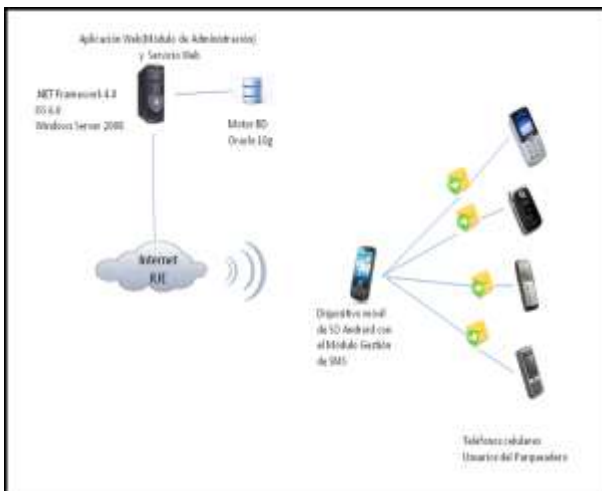 Aplicación Web(Módulo de Administración)
y Servicio Web
.NET Framework 4.0
IIS 6.0
Windows Server 2008
Motor BD
Oracle 10g
Internet
Dispositivo móvil
de SO Android con
el Módulo Gestión
de SMS
Teléfonos celulares
Usuarios del Parqueadero